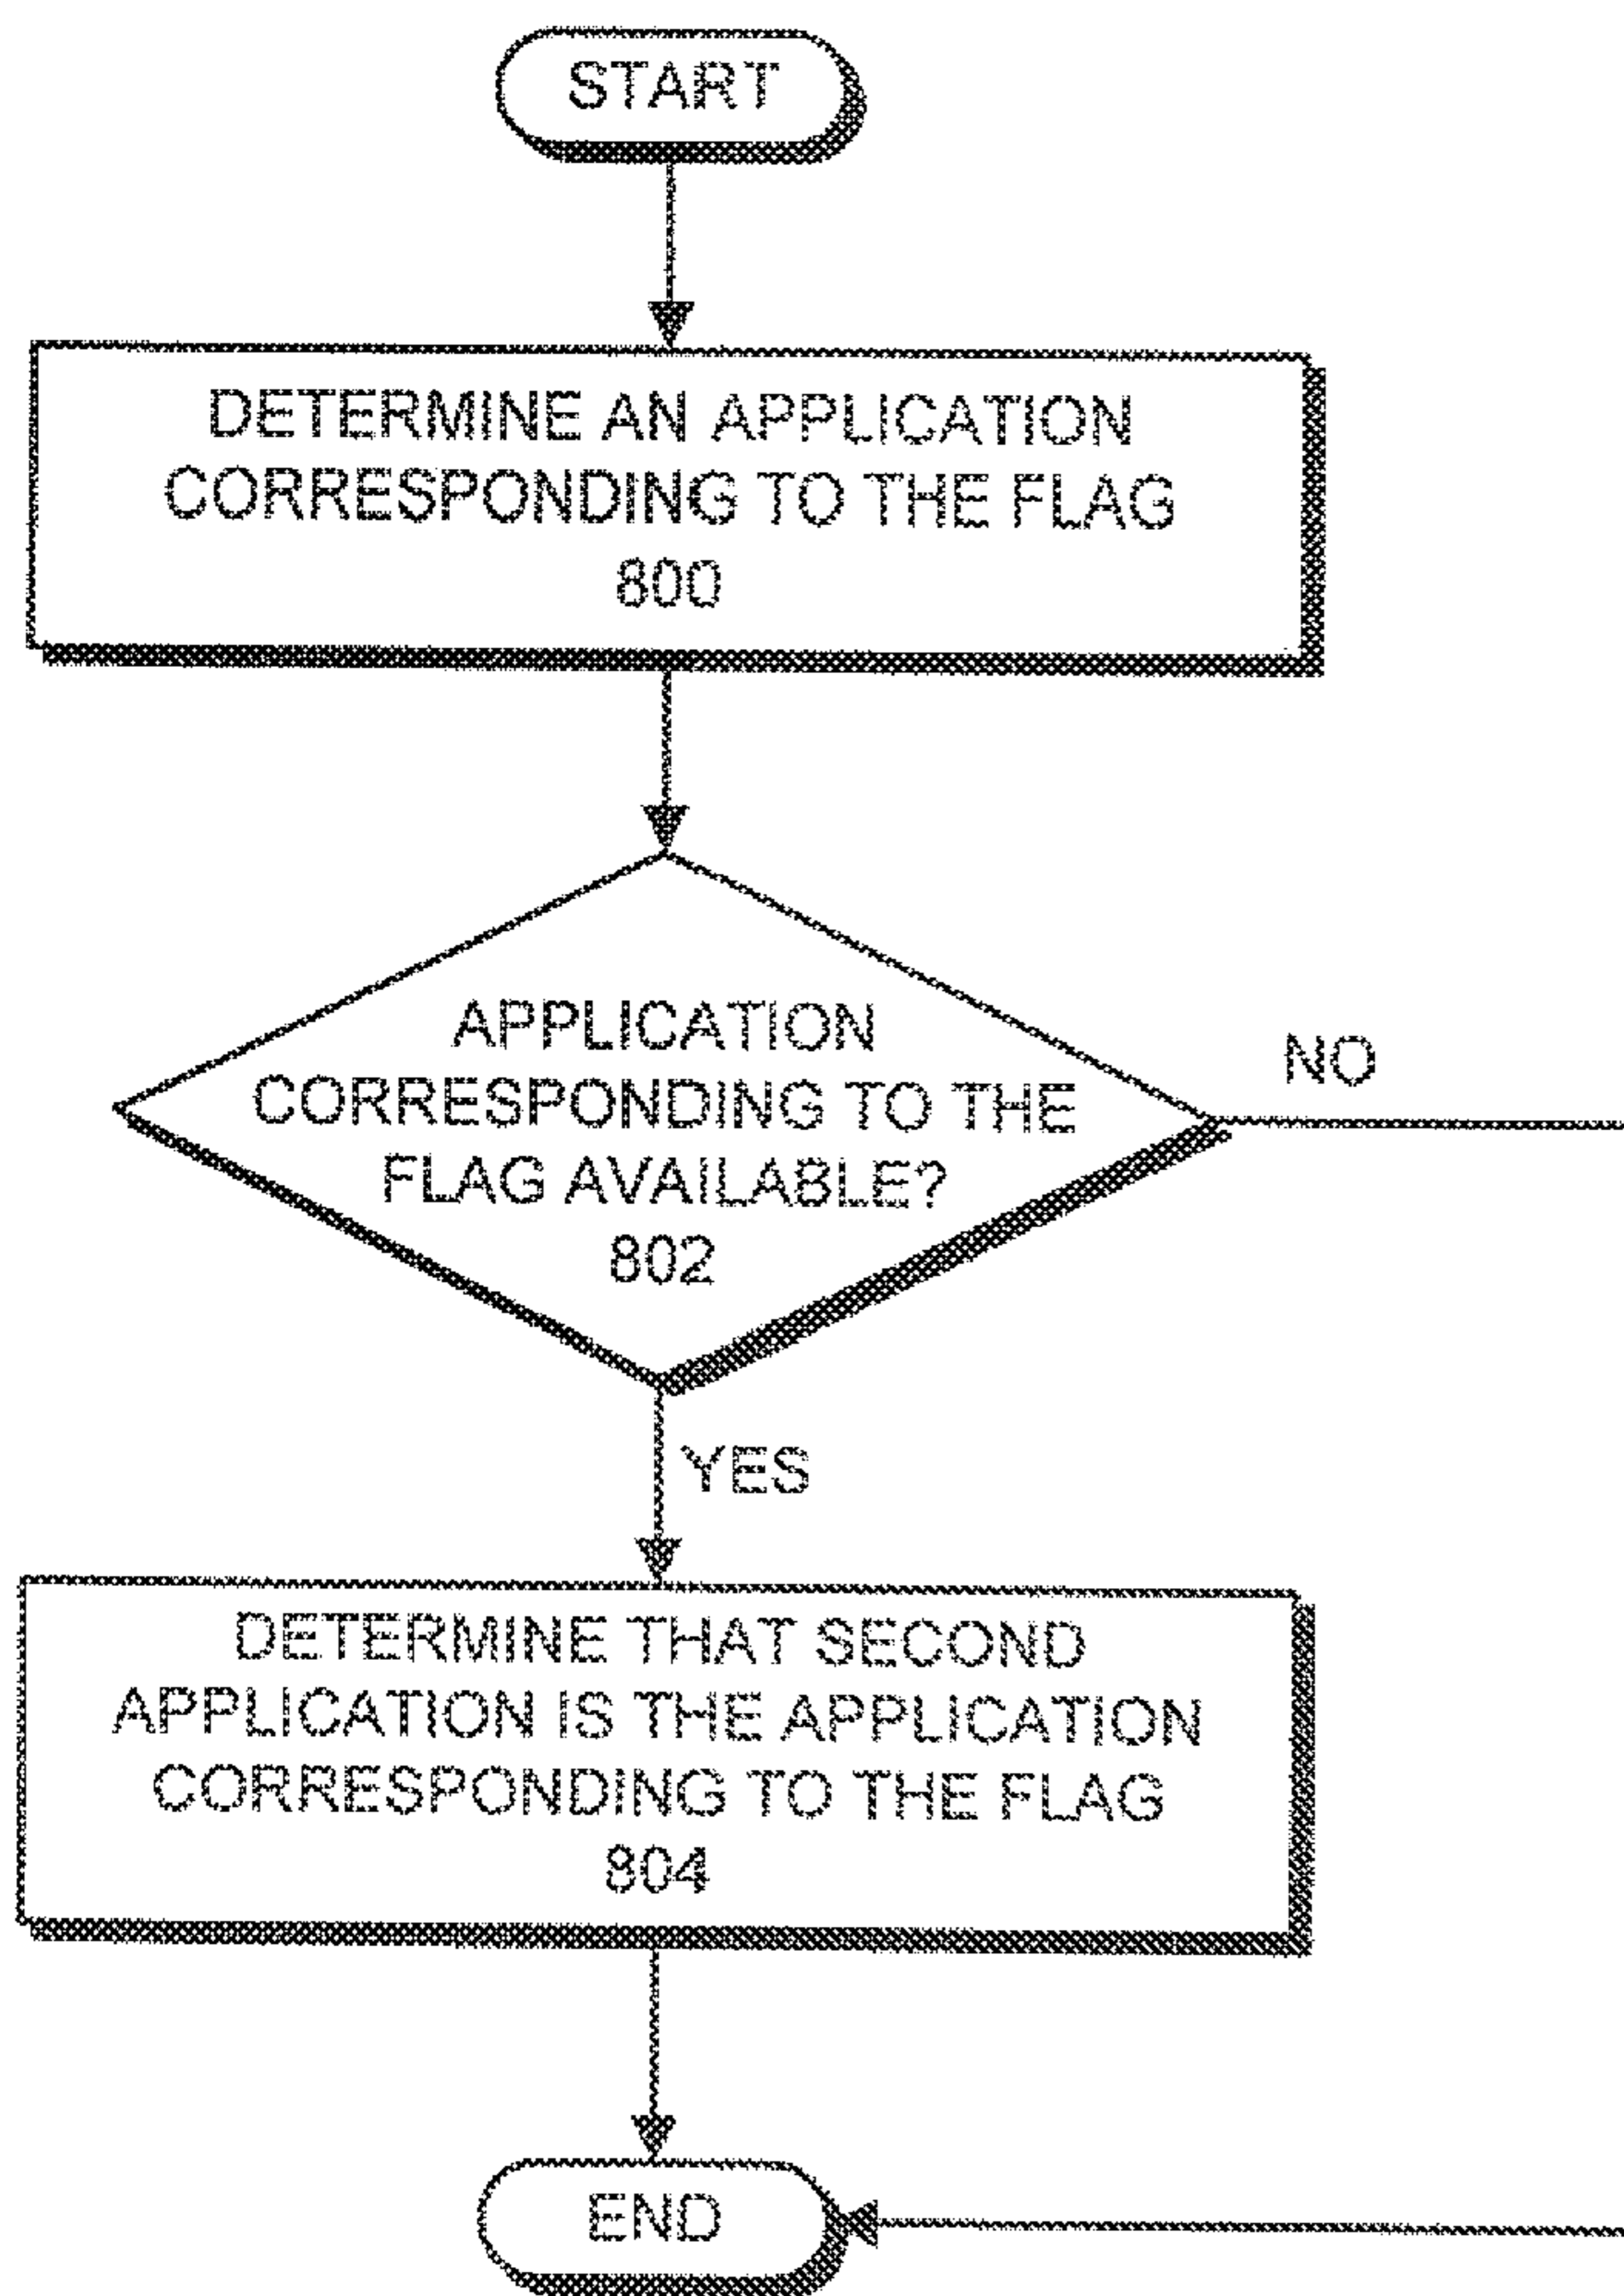 START
DETERMINE AN APPLICATION
CORRESPONDING TO THE FLAG
800
APPLICATION
CORRESPONDING TO THE
FLAG AVAILABLE?
802
NO
YES
DETERMINE THAT SECOND
APPLICATION IS THE APPLICATION
CORRESPONDING TO THE FLAG
804
END